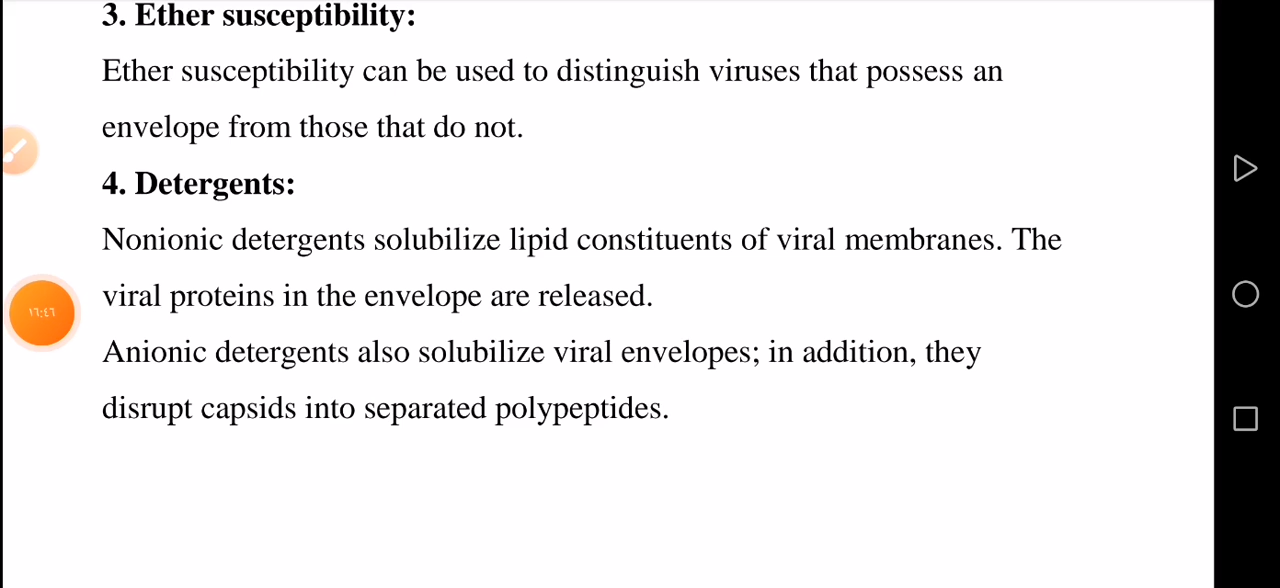 3. Ether susceptibility:
Ether susceptibility can be used to distinguish viruses that possess an
envelope from those that do not.
4. Detergents:
Nonionic detergents solubilize lipid constituents of viral membranes. The
viral proteins in the envelope are released.
١٦:٤٦
Anionic detergents also solubilize viral envelopes; in addition, they
disrupt capsids into separated polypeptides.